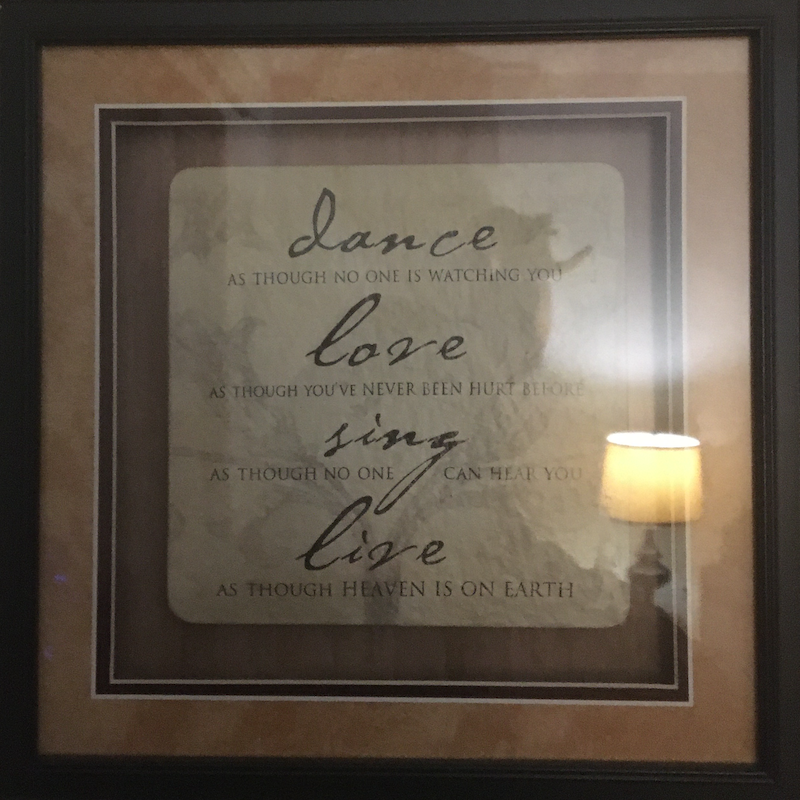 dance
AS THOUGH NO ONE IS WATCHING YOU
love
AS THOUGH YOU'VE NEVER BEEN HURT BEFORE
sing
AS THOUGH NO ONE CAN HEAR YOU
live
AS THOUGH HEAVEN IS ON EARTH